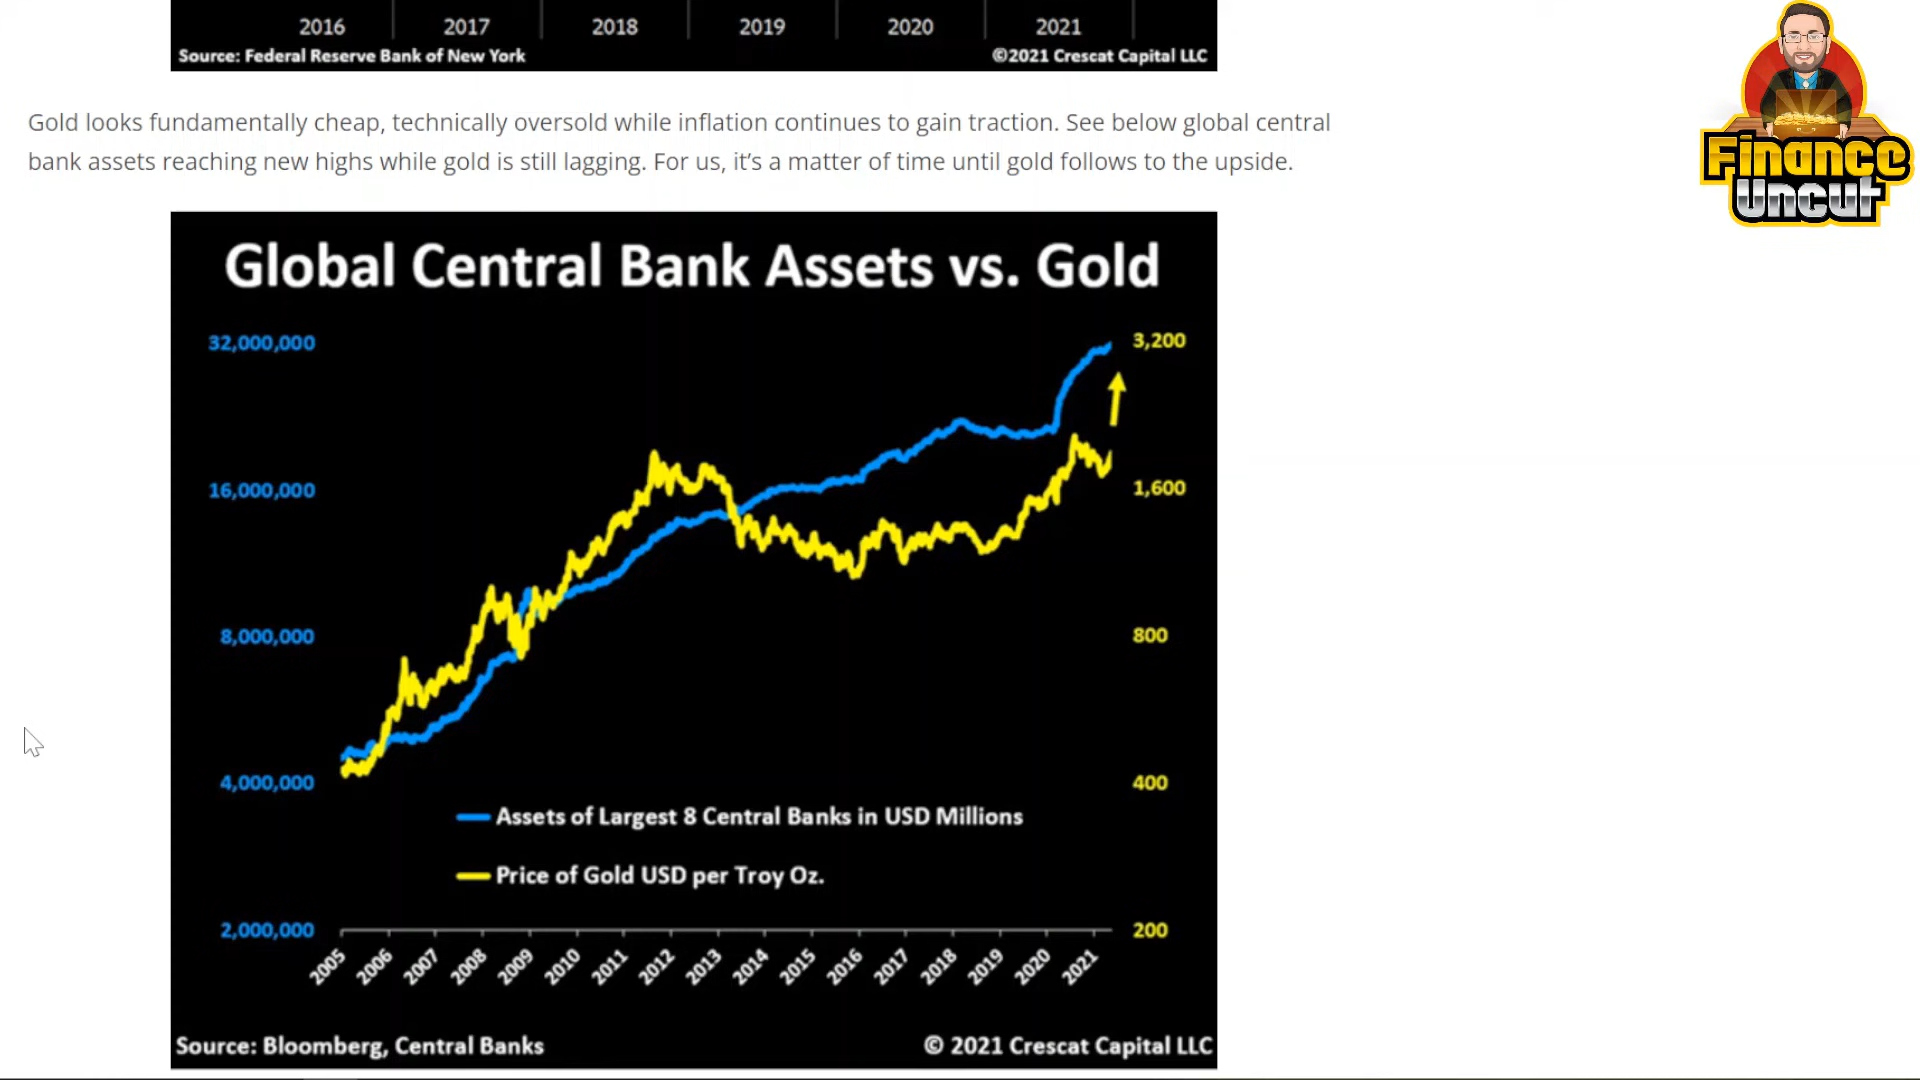 2016 2017 2018 2019 2020 2021
Source: Federal Reserve Bank of New York ©2021 Crescat Capital LLC
Gold looks fundamentally cheap, technically oversold while inflation continues to gain traction. See below global central
bank assets reaching new highs while gold is still lagging. For us, it’s a matter of time until gold follows to the upside.
Finance
Uncut
Global Central Bank Assets vs. Gold
32,000,000 3,200
16,000,000 1,600
8,000,000 800
4,000,000 400
Assets of Largest 8 Central Banks in USD Millions
Price of Gold USD per Troy Oz.
2,000,000 200
2005 2006 2007 2008 2009 2010 2011 2012 2013 2014 2015 2016 2017 2018 2019 2020 2021
Source: Bloomberg, Central Banks © 2021 Crescat Capital LLC